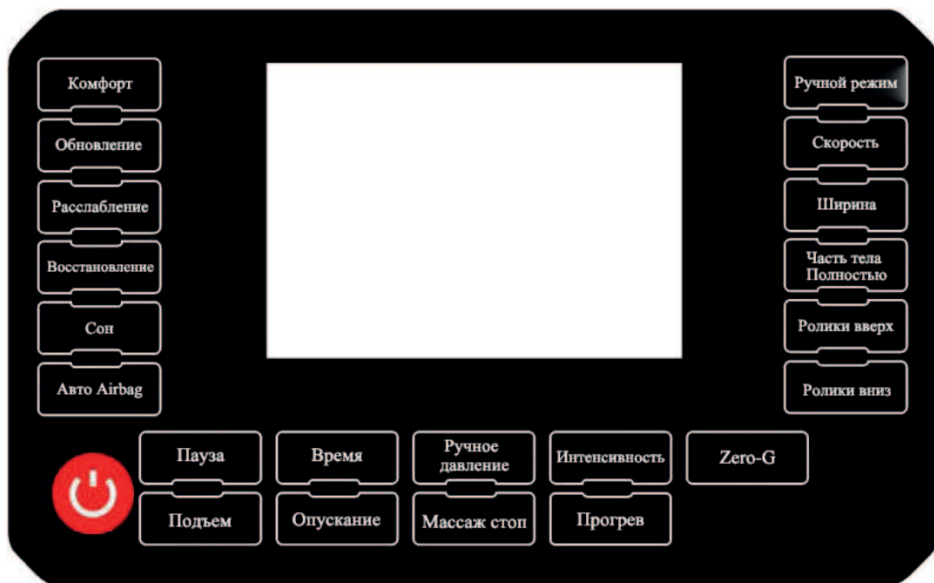 Комфорт
Обновление
Расслабление
Восстановление
Сон
Авто Airbag
Ручной режим
Скорость
Ширина
Часть тела
Полностью
Ролики вверх
Ролики вниз
Пауза
Время
Ручное
давление
Интенсивность
Zero-G
Подъем
Опускание
Массаж стоп
Прогрев